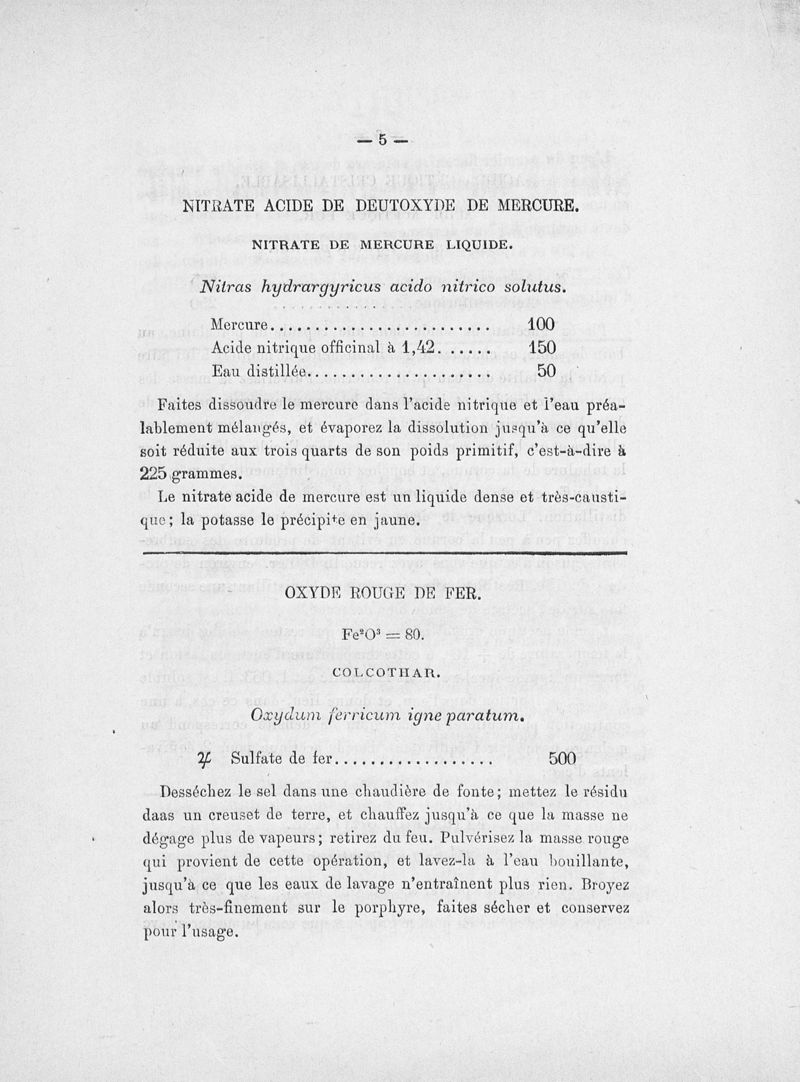 — 5 —
NITRATE ACIDE DE DEUTOXYDE DE MERCURE.
NITRATE DE MERCURE LIQUIDE.
Nitras hydrargyricus acido nitrico solutus.
Mercure......................... 100
Acide nitrique officinal à 1,42....... 150
Eau distillée..................... 50
Faites dissoudre le mercure dans l'acide nitrique et l'eau préa-
lablement mélangés, et évaporez la dissolution jusqu'à ce qu'elle
soit réduite aux trois quarts de son poids primitif, c'est-à-dire à
225 grammes.
Le nitrate acide de mercure est un liquide dense et très-causti-
que; la potasse le précipite en jaune.
OXYDE ROUGE DE FER.
Fe²O³ = 80.
COLCOTHAR.
Oxydum ferricum igne paratum.
♃ Sulfate de fer.................. 500
Desséchez le sel dans une chaudière de fonte; mettez le résidu
daas un creuset de terre, et chauffez jusqu'à ce que la masse ne
dégage plus de vapeurs; retirez du feu. Pulvérisez la masse rouge
qui provient de cette opération, et lavez-la à l'eau bouillante,
jusqu'à ce que les eaux de lavage n'entraînent plus rien. Broyez
alors très-finement sur le porphyre, faites sécher et conservez
pour l'usage.